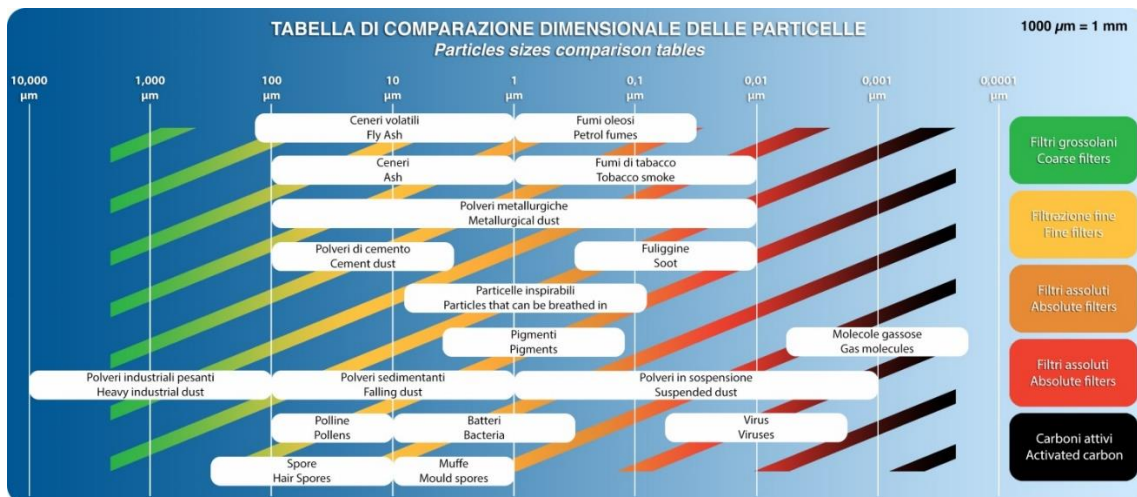 TABELLA DI COMPARAZIONE DIMENSIONALE DELLE PARTICELLE
Particles sizes comparison tables
1000 µm = 1 mm
10,000 µm
1,000 µm
100 µm
10 µm
1 µm
0,1 µm
0,01 µm
0,001 µm
0,0001 µm
Ceneri volatili
Fly Ash
Fumi oleosi
Petrol fumes
Ceneri
Ash
Fumi di tabacco
Tobacco smoke
Polveri metallurgiche
Metallurgical dust
Polveri di cemento
Cement dust
Fuliggine
Soot
Particelle inspirabili
Particles that can be breathed in
Pigmenti
Pigments
Molecole gassose
Gas molecules
Polveri industriali pesanti
Heavy industrial dust
Polveri sedimentanti
Falling dust
Polveri in sospensione
Suspended dust
Polline
Pollens
Batteri
Bacteria
Virus
Viruses
Spore
Hair Spores
Muffe
Mould spores
Filtri grossolani
Coarse filters
Filtrazione fine
Fine filters
Filtri assoluti
Absolute filters
Filtri assoluti
Absolute filters
Carboni attivi
Activated carbon